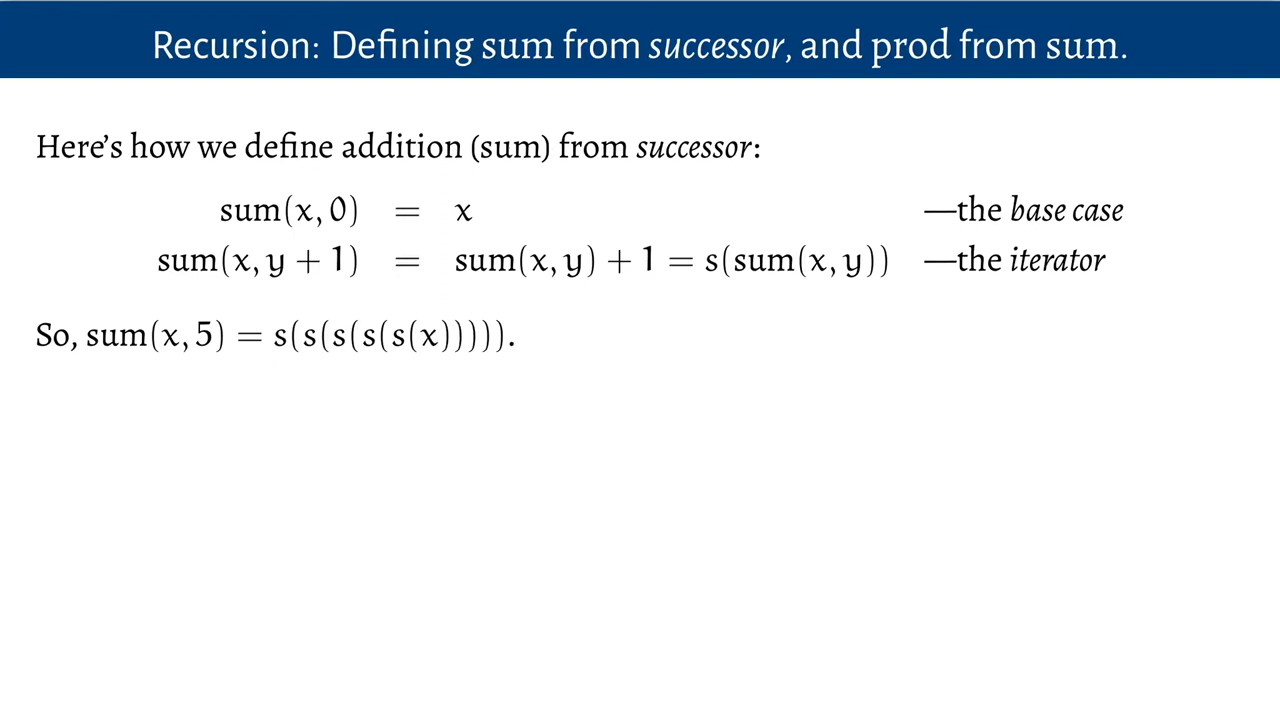 Recursion: Defining sum from successor, and prod from sum.
Here’s how we define addition (sum) from successor:
sum(x, 0) = x —the base case
sum(x, y + 1) = sum(x, y) + 1 = s(sum(x, y)) —the iterator
So, sum(x, 5) = s(s(s(s(s(x))))).